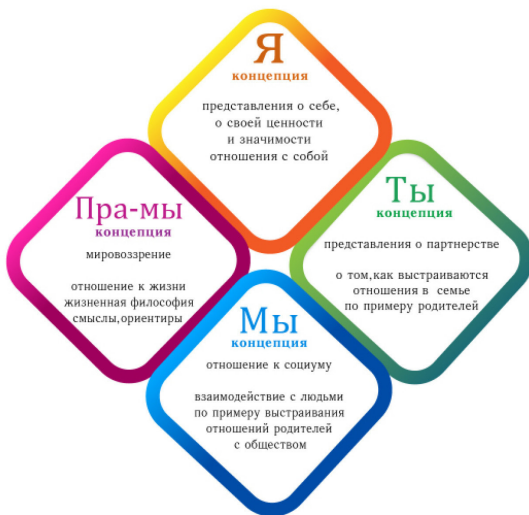 Я
концепция
представления о себе,
о своей ценности
и значимости
отношения с собой
Пра-мы
концепция
мировоззрение
отношение к жизни
жизненная философия
смыслы,ориентиры
Ты
концепция
представления о партнерстве
о том,как выстраиваются
отношения в семье
по примеру родителей
Мы
концепция
отношение к социуму
взаимодействие с людьми
по примеру выстраивания
отношений родителей
с обществом